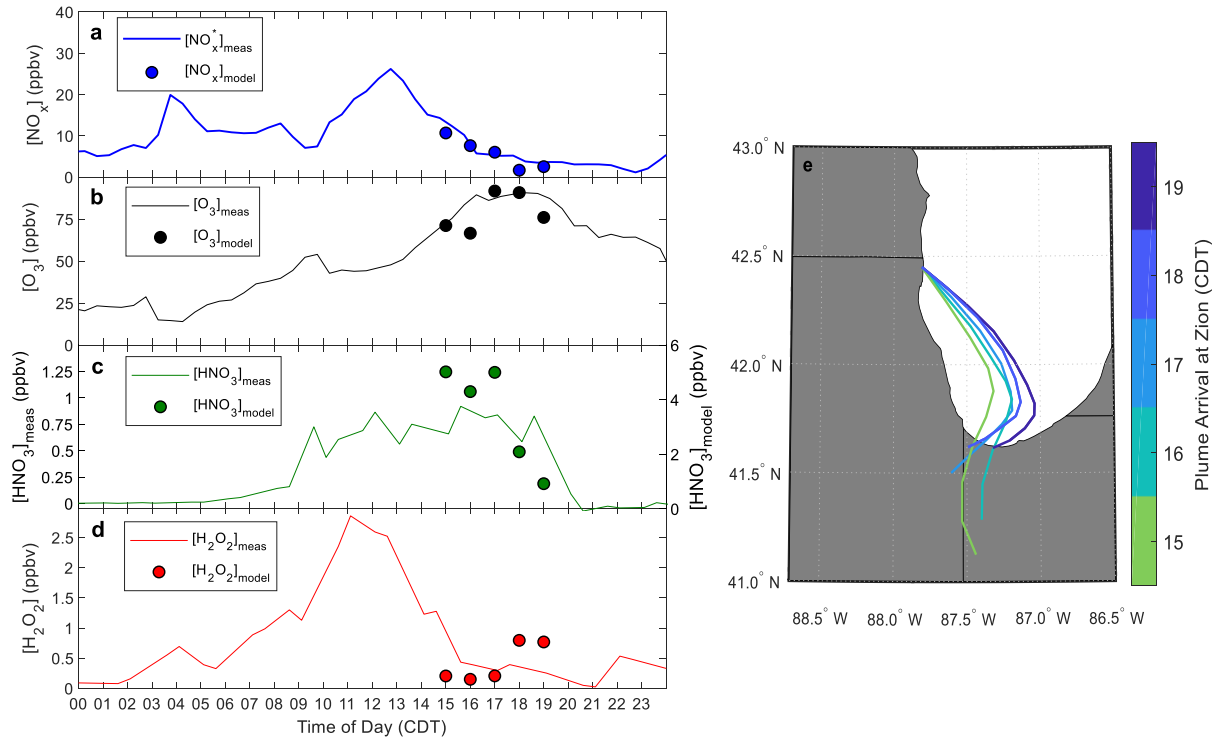 a
[NOx*]meas
[NOx]model
[NOx] (ppbv)
40
30
20
10
0
b
[O3]meas
[O3]model
[O3] (ppbv)
75
50
25
0
c
[HNO3]meas
[HNO3]model
[HNO3]meas (ppbv)
1.25
1
0.75
0.5
0.25
0
6
4
2
0
[HNO3]model (ppbv)
d
[H2O2]meas
[H2O2]model
[H2O2] (ppbv)
2.5
2
1.5
1
0.5
0
00 01 02 03 04 05 06 07 08 09 10 11 12 13 14 15 16 17 18 19 20 21 22 23
Time of Day (CDT)
e
43.0° N
42.5° N
42.0° N
41.5° N
41.0° N
88.5° W 88.0° W 87.5° W 87.0° W 86.5° W
19
18
17
16
15
Plume Arrival at Zion (CDT)